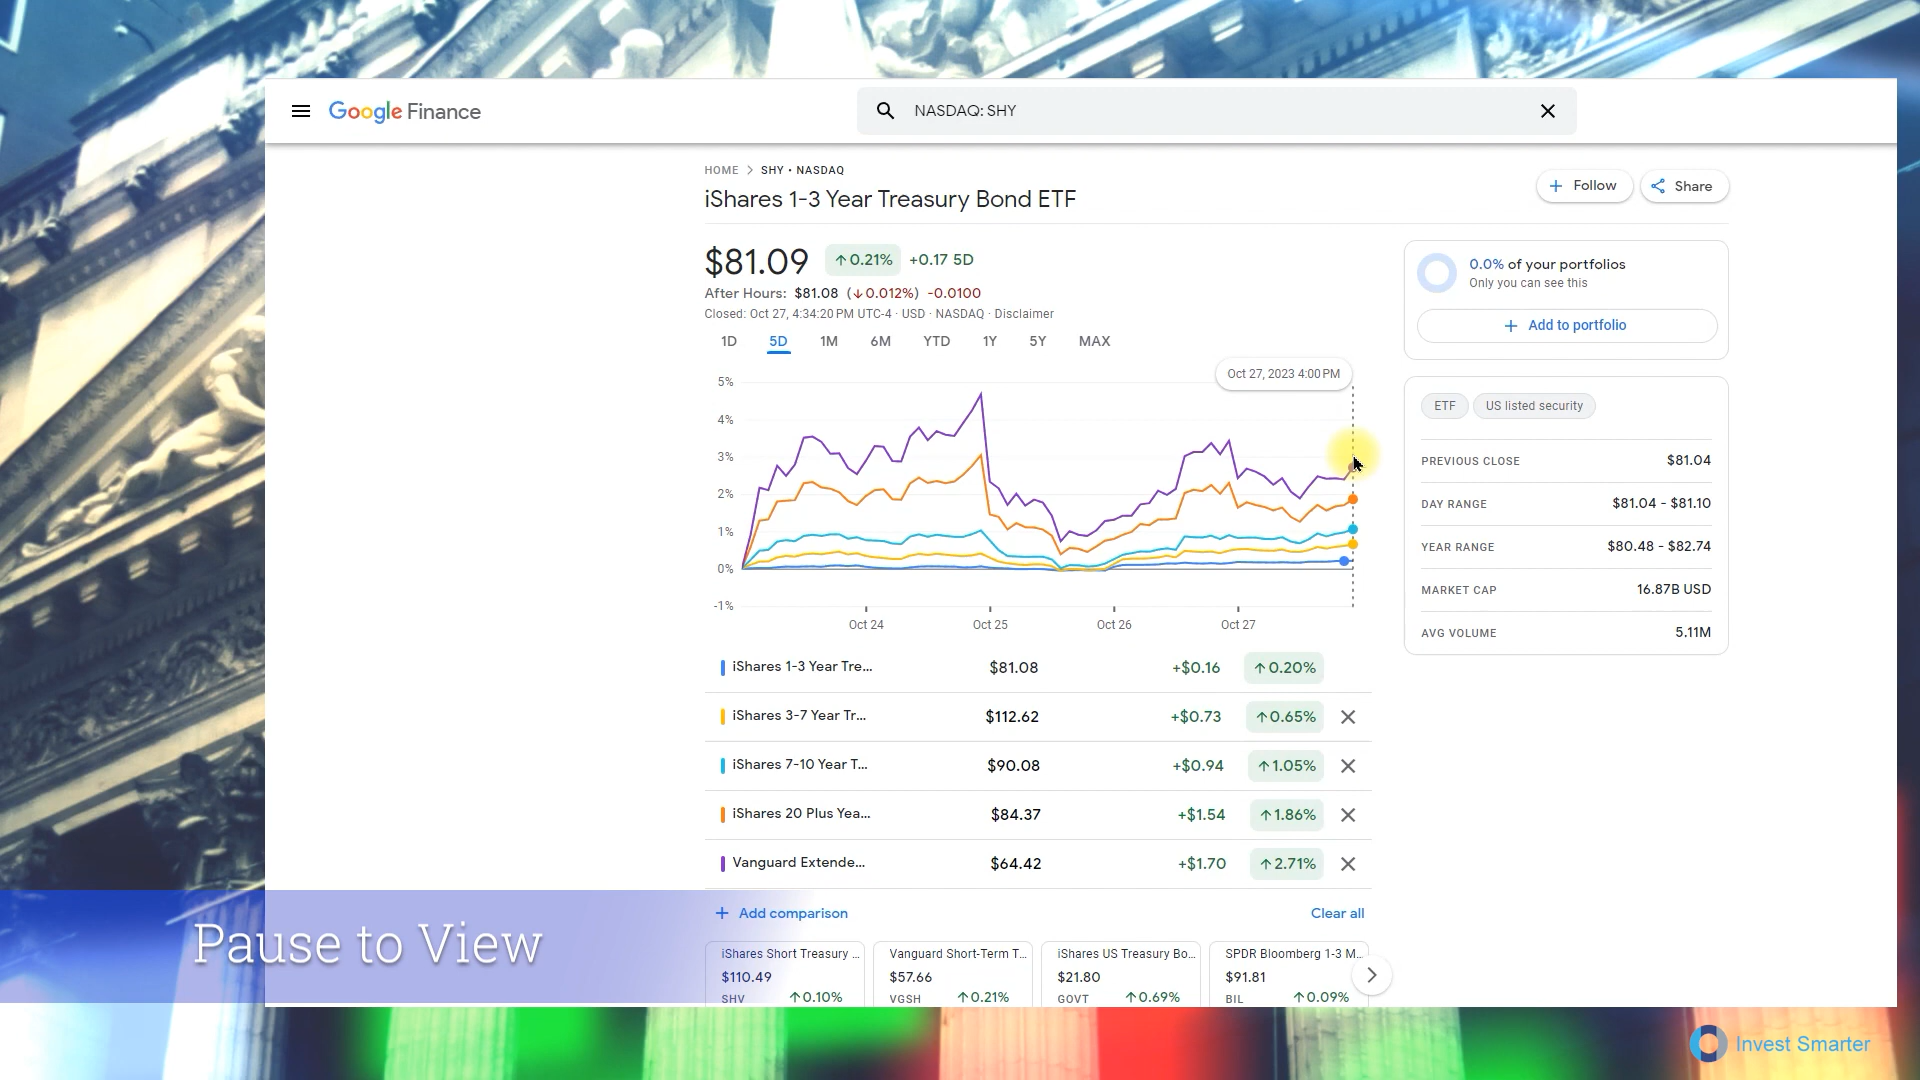 Google Finance
NASDAQ: SHY
HOME > SHY • NASDAQ
iShares 1-3 Year Treasury Bond ETF
Follow
Share
$81.09 ↑0.21% +0.17 5D
After Hours: $81.08 (↓0.012%) -0.0100
Closed: Oct 27, 4:34:20 PM UTC-4 · USD · NASDAQ · Disclaimer
1D 5D 1M 6M YTD 1Y 5Y MAX
Oct 27, 2023 4:00 PM
5%
4%
3%
2%
1%
0%
-1%
Oct 24 Oct 25 Oct 26 Oct 27
iShares 1-3 Year Tre... $81.08 +$0.16 ↑0.20%
iShares 3-7 Year Tr... $112.62 +$0.73 ↑0.65%
iShares 7-10 Year T... $90.08 +$0.94 ↑1.05%
iShares 20 Plus Yea... $84.37 +$1.54 ↑1.86%
Vanguard Extende... $64.42 +$1.70 ↑2.71%
+ Add comparison Clear all
iShares Short Treasury ...
$110.49
SHV ↑0.10%
Vanguard Short-Term T...
$57.66
VGSH ↑0.21%
iShares US Treasury Bo...
$21.80
GOVT ↑0.69%
SPDR Bloomberg 1-3 M...
$91.81
BIL ↑0.09%
0.0% of your portfolios
Only you can see this
+ Add to portfolio
ETF US listed security
PREVIOUS CLOSE $81.04
DAY RANGE $81.04 - $81.10
YEAR RANGE $80.48 - $82.74
MARKET CAP 16.87B USD
AVG VOLUME 5.11M
Pause to View
Invest Smarter